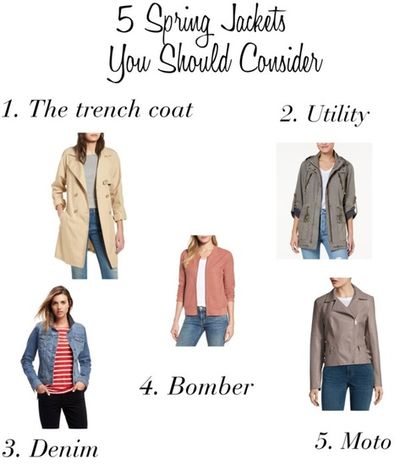 5 Spring Jackets
You Should Consider
1. The trench coat
2. Utility
4. Bomber
3. Denim
5. Moto